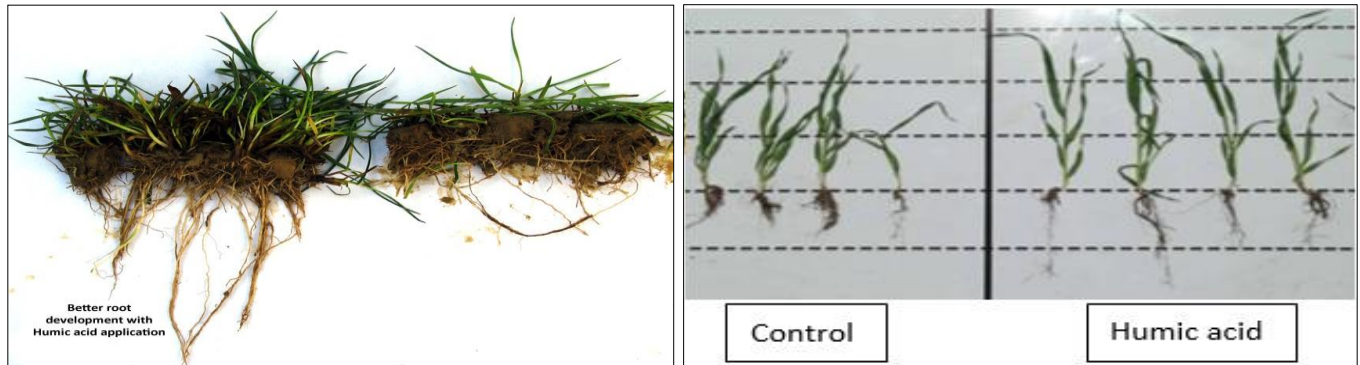 Better root
development with
Humic acid application
Control
Humic acid